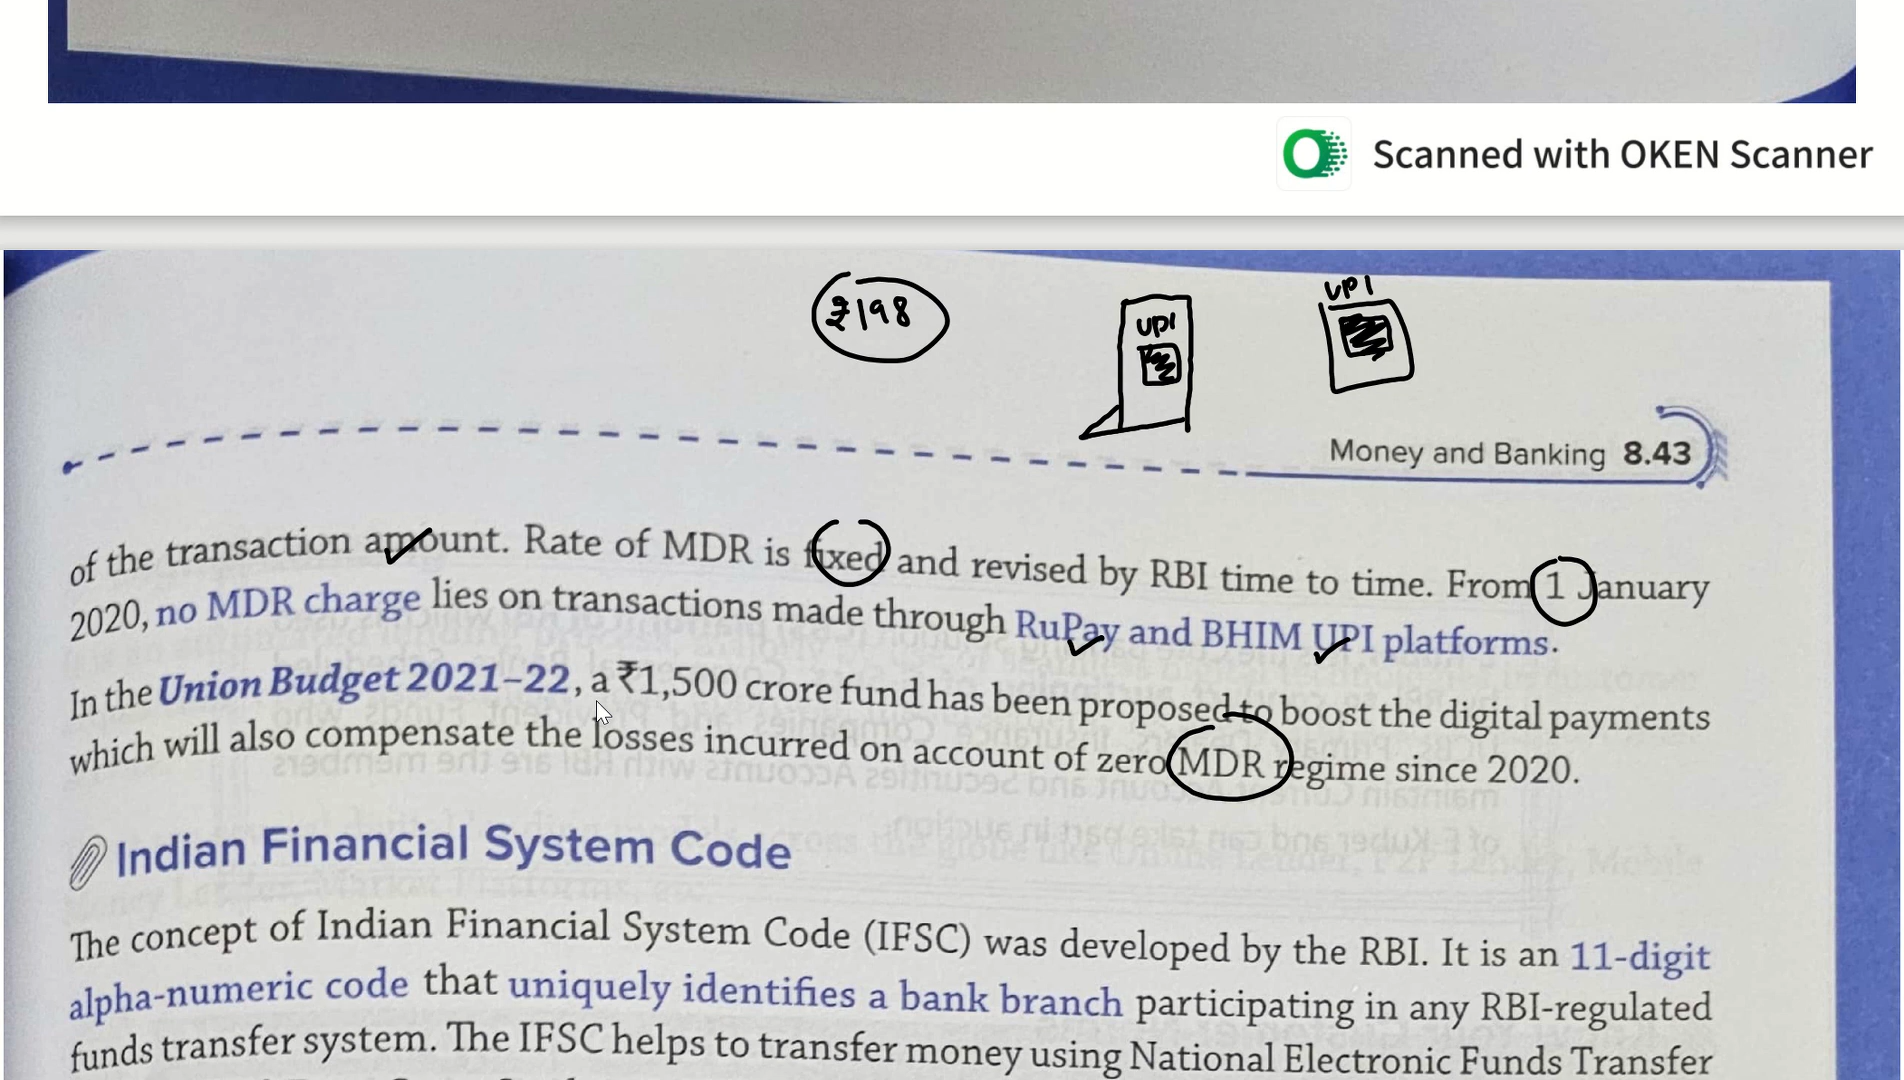 Scanned with OKEN Scanner
₹198
UPI
UPI
Money and Banking 8.43
of the transaction amount. Rate of MDR is fixed and revised by RBI time to time. From 1 January
2020, no MDR charge lies on transactions made through RuPay and BHIM UPI platforms.
In the Union Budget 2021–22, a ₹1,500 crore fund has been proposed to boost the digital payments
which will also compensate the losses incurred on account of zero MDR regime since 2020.
Indian Financial System Code
The concept of Indian Financial System Code (IFSC) was developed by the RBI. It is an 11-digit
alpha-numeric code that uniquely identifies a bank branch participating in any RBI-regulated
funds transfer system. The IFSC helps to transfer money using National Electronic Funds Transfer